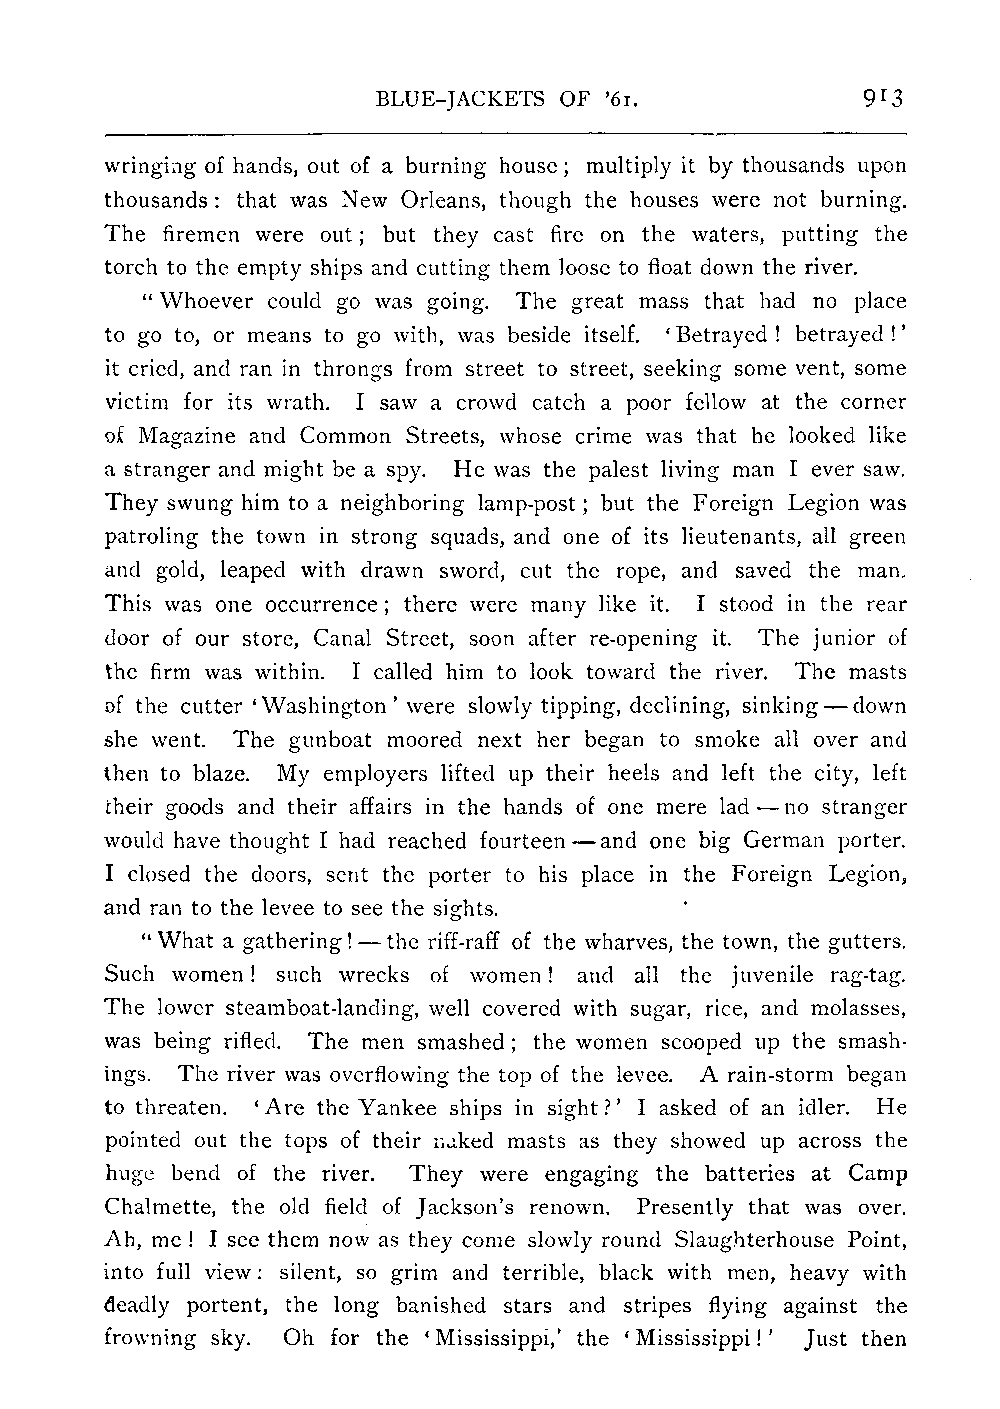 BLUE-JACKETS OF ’61. 913
wringing of hands, out of a burning house; multiply it by thousands upon
thousands: that was New Orleans, though the houses were not burning.
The firemen were out; but they cast fire on the waters, putting the
torch to the empty ships and cutting them loose to float down the river.
“Whoever could go was going. The great mass that had no place
to go to, or means to go with, was beside itself. ‘Betrayed! betrayed!’
it cried, and ran in throngs from street to street, seeking some vent, some
victim for its wrath. I saw a crowd catch a poor fellow at the corner
of Magazine and Common Streets, whose crime was that he looked like
a stranger and might be a spy. He was the palest living man I ever saw.
They swung him to a neighboring lamp-post; but the Foreign Legion was
patroling the town in strong squads, and one of its lieutenants, all green
and gold, leaped with drawn sword, cut the rope, and saved the man.
This was one occurrence; there were many like it. I stood in the rear
door of our store, Canal Street, soon after re-opening it. The junior of
the firm was within. I called him to look toward the river. The masts
of the cutter ‘Washington’ were slowly tipping, declining, sinking — down
she went. The gunboat moored next her began to smoke all over and
then to blaze. My employers lifted up their heels and left the city, left
their goods and their affairs in the hands of one mere lad — no stranger
would have thought I had reached fourteen — and one big German porter.
I closed the doors, sent the porter to his place in the Foreign Legion,
and ran to the levee to see the sights.
“What a gathering! — the riff-raff of the wharves, the town, the gutters.
Such women! such wrecks of women! and all the juvenile rag-tag.
The lower steamboat-landing, well covered with sugar, rice, and molasses,
was being rifled. The men smashed; the women scooped up the smash-
ings. The river was overflowing the top of the levee. A rain-storm began
to threaten. ‘Are the Yankee ships in sight?’ I asked of an idler. He
pointed out the tops of their naked masts as they showed up across the
huge bend of the river. They were engaging the batteries at Camp
Chalmette, the old field of Jackson’s renown. Presently that was over.
Ah, me! I see them now as they come slowly round Slaughterhouse Point,
into full view: silent, so grim and terrible, black with men, heavy with
deadly portent, the long banished stars and stripes flying against the
frowning sky. Oh for the ‘Mississippi,’ the ‘Mississippi!’ Just then